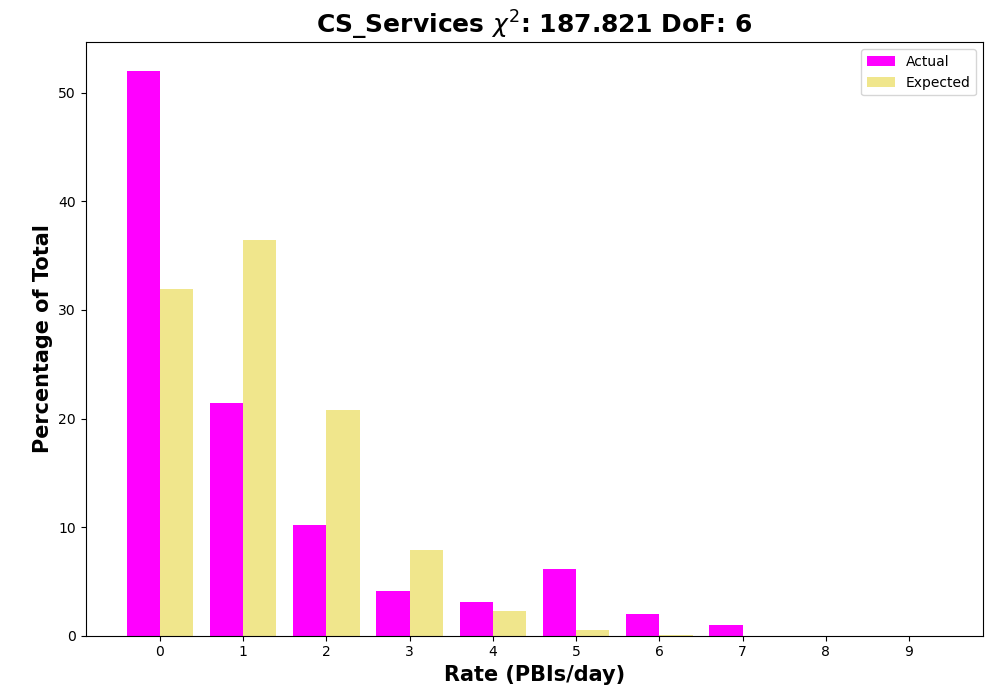 CS_Services χ²: 187.821 DoF: 6
Actual
Expected
Percentage of Total
50
40
30
20
10
0
0 1 2 3 4 5 6 7 8 9
Rate (PBIs/day)